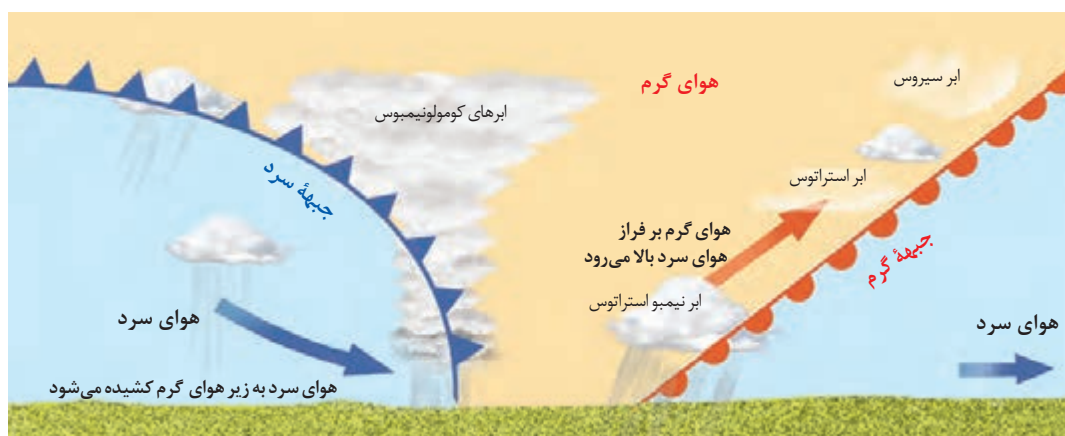 ابر سیروس
هوای گرم
ابرهای کومولونیمبوس
ابر استراتوس
جبههٔ سرد
هوای گرم بر فراز
هوای سرد بالا می‌رود
جبههٔ گرم
ابر نیمبو استراتوس
هوای سرد
هوای سرد
هوای سرد به زیر هوای گرم کشیده می‌شود